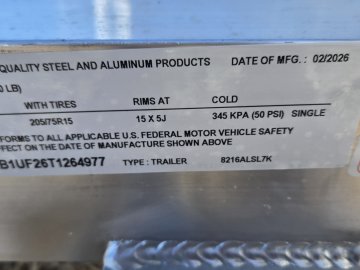 QUALITY STEEL AND ALUMINUM PRODUCTS DATE OF MANUF.: 02/2026
0 LB)
WITH TIRES RIMS AT COLD
205/75R15 15 X 5J 345 KPA (50 PSI) SINGLE
FORMS TO ALL APPLICABLE U.S. FEDERAL MOTOR VEHICLE SAFETY
EFFECT ON THE DATE OF MANUFACTURE SHOWN ABOVE.
B1UF26T1264977 TYPE: TRAILER 8216ALSL7K